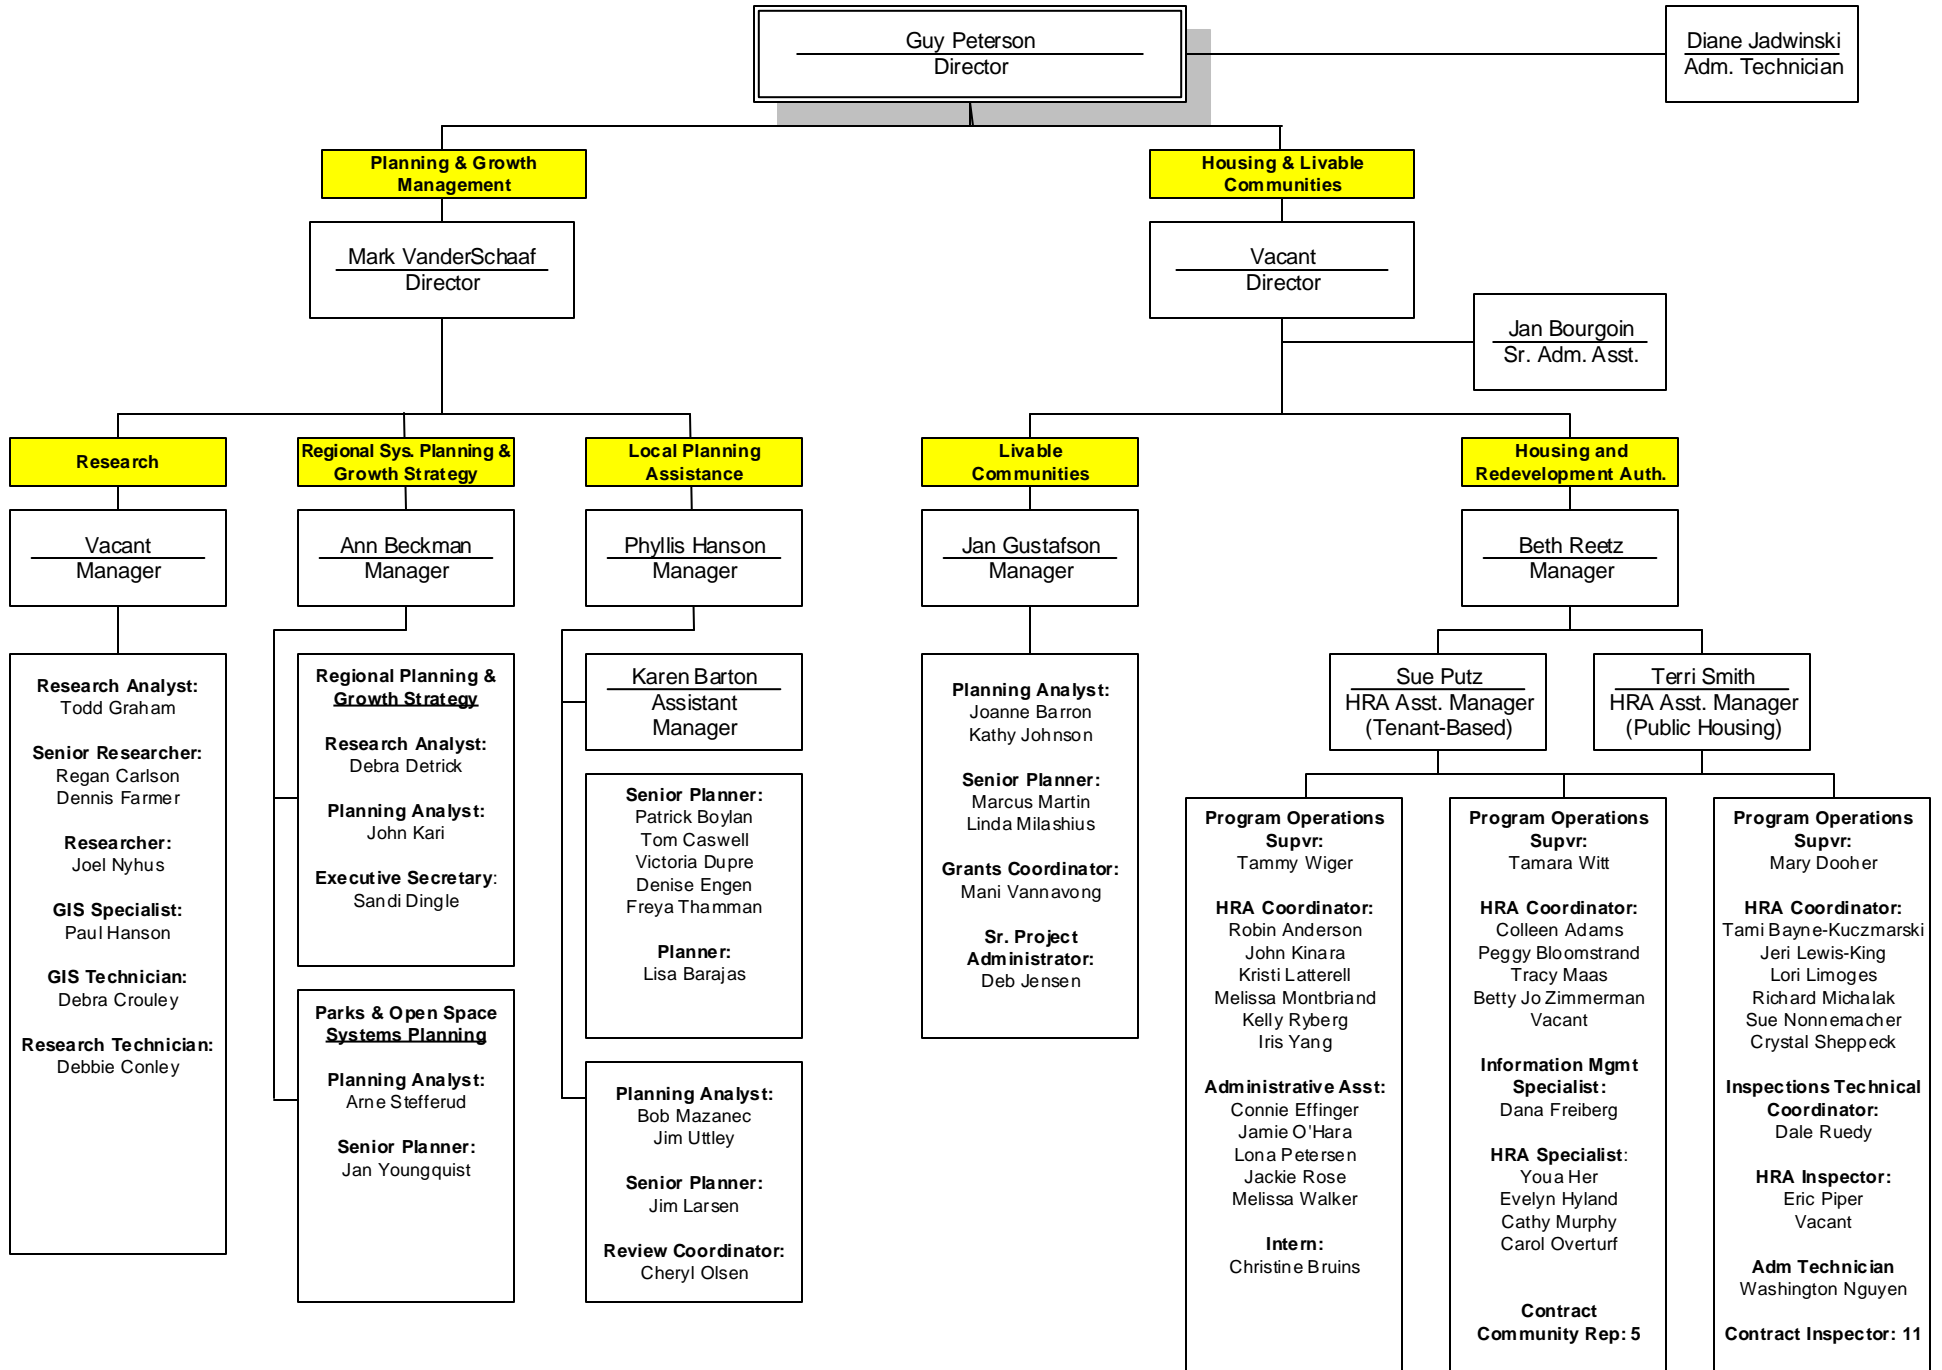 Guy Peterson
Director
Diane Jadwinski
Adm. Technician
Planning & Growth
Management
Housing & Livable
Communities
Mark VanderSchaaf
Director
Vacant
Director
Jan Bourgoin
Sr. Adm. Asst.
Research
Regional Sys. Planning &
Growth Strategy
Local Planning
Assistance
Livable
Communities
Housing and
Redevelopment Auth.
Vacant
Manager
Ann Beckman
Manager
Phyllis Hanson
Manager
Jan Gustafson
Manager
Beth Reetz
Manager
Research Analyst:
Todd Graham
Senior Researcher:
Regan Carlson
Dennis Farmer
Researcher:
Joel Nyhus
GIS Specialist:
Paul Hanson
GIS Technician:
Debra Crouley
Research Technician:
Debbie Conley
Regional Planning &
Growth Strategy
Research Analyst:
Debra Detrick
Planning Analyst:
John Kari
Executive Secretary:
Sandi Dingle
Parks & Open Space
Systems Planning
Planning Analyst:
Arne Stefferud
Senior Planner:
Jan Youngquist
Karen Barton
Assistant
Manager
Senior Planner:
Patrick Boylan
Tom Caswell
Victoria Dupre
Denise Engen
Freya Thamman
Planner:
Lisa Barajas
Planning Analyst:
Bob Mazanec
Jim Uttley
Senior Planner:
Jim Larsen
Review Coordinator:
Cheryl Olsen
Planning Analyst:
Joanne Barron
Kathy Johnson
Senior Planner:
Marcus Martin
Linda Milashius
Grants Coordinator:
Mani Vannavong
Sr. Project
Administrator:
Deb Jensen
Sue Putz
HRA Asst. Manager
(Tenant-Based)
Terri Smith
HRA Asst. Manager
(Public Housing)
Program Operations
Supvr:
Tammy Wiger
HRA Coordinator:
Robin Anderson
John Kinara
Kristi Latterell
Melissa Montbriand
Kelly Ryberg
Iris Yang
Administrative Asst:
Connie Effinger
Jamie O'Hara
Lona Petersen
Jackie Rose
Melissa Walker
Intern:
Christine Bruins
Program Operations
Supvr:
Tamara Witt
HRA Coordinator:
Colleen Adams
Peggy Bloomstrand
Tracy Maas
Betty Jo Zimmerman
Vacant
Information Mgmt
Specialist:
Dana Freiberg
HRA Specialist:
Youa Her
Evelyn Hyland
Cathy Murphy
Carol Overturf
Contract
Community Rep: 5
Program Operations
Supvr:
Mary Dooher
HRA Coordinator:
Tami Bayne-Kuczmarski
Jeri Lewis-King
Lori Limoges
Richard Michalak
Sue Nonnemacher
Crystal Sheppeck
Inspections Technical
Coordinator:
Dale Ruedy
HRA Inspector:
Eric Piper
Vacant
Adm Technician
Washington Nguyen
Contract Inspector: 11